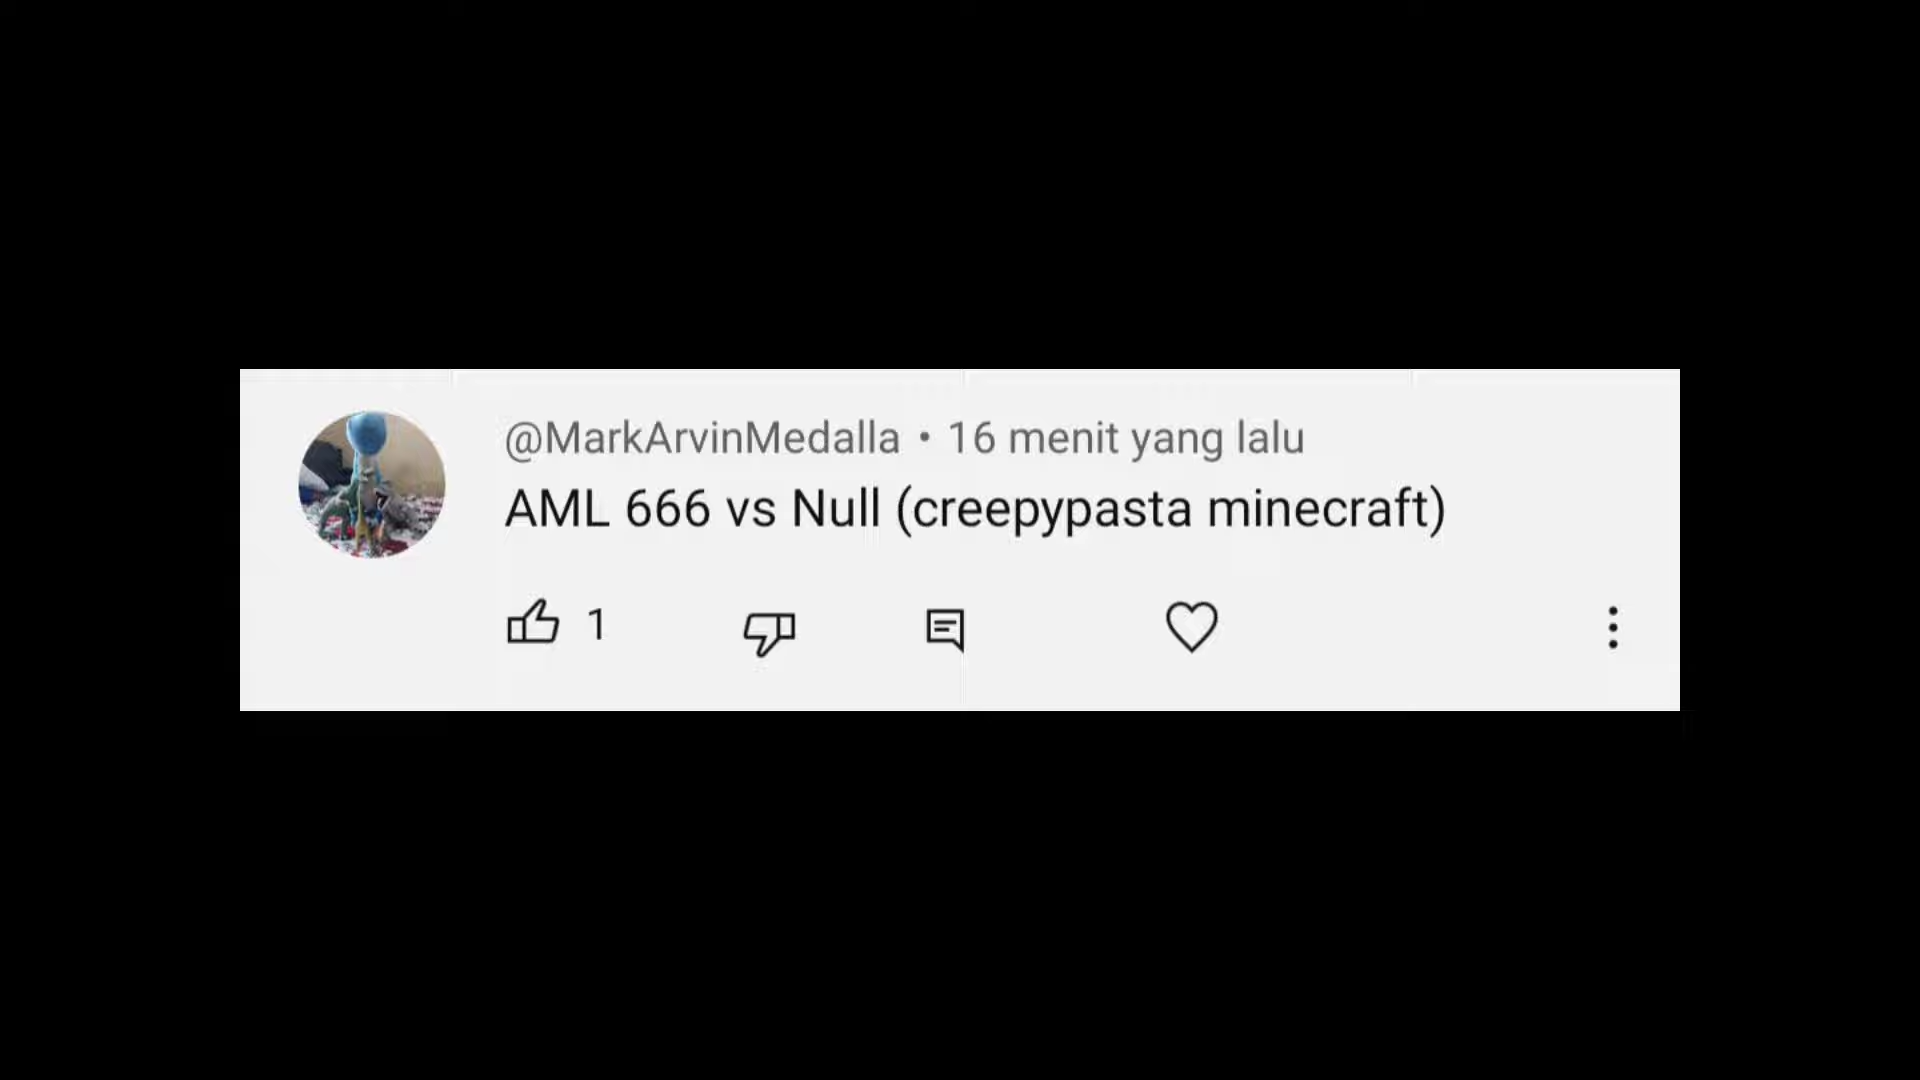 @MarkArvinMedalla • 16 menit yang lalu
AML 666 vs Null (creepypasta minecraft)
1